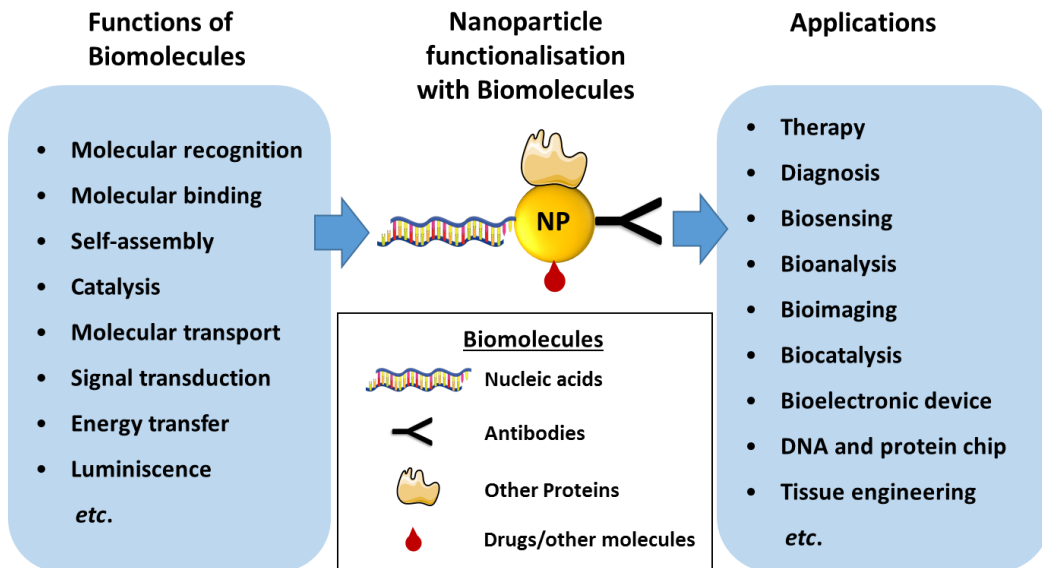 Functions of
Biomolecules
• Molecular recognition
• Molecular binding
• Self-assembly
• Catalysis
• Molecular transport
• Signal transduction
• Energy transfer
• Luminiscence
etc.
Nanoparticle
functionalisation
with Biomolecules
NP
Biomolecules
Nucleic acids
Antibodies
Other Proteins
Drugs/other molecules
Applications
• Therapy
• Diagnosis
• Biosensing
• Bioanalysis
• Bioimaging
• Biocatalysis
• Bioelectronic device
• DNA and protein chip
• Tissue engineering
etc.